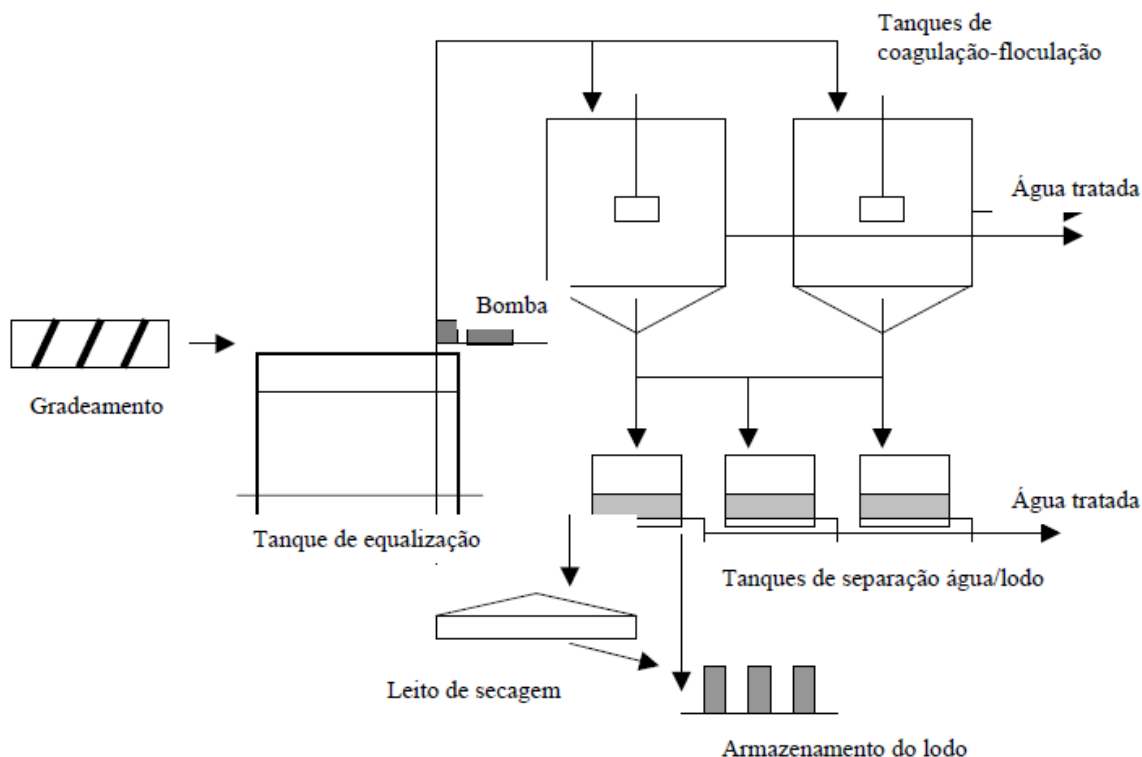 Tanques de
coagulação-floculação
Água tratada
Bomba
Gradeamento
Água tratada
Tanque de equalização
Tanques de separação água/lodo
Leito de secagem
Armazenamento do lodo